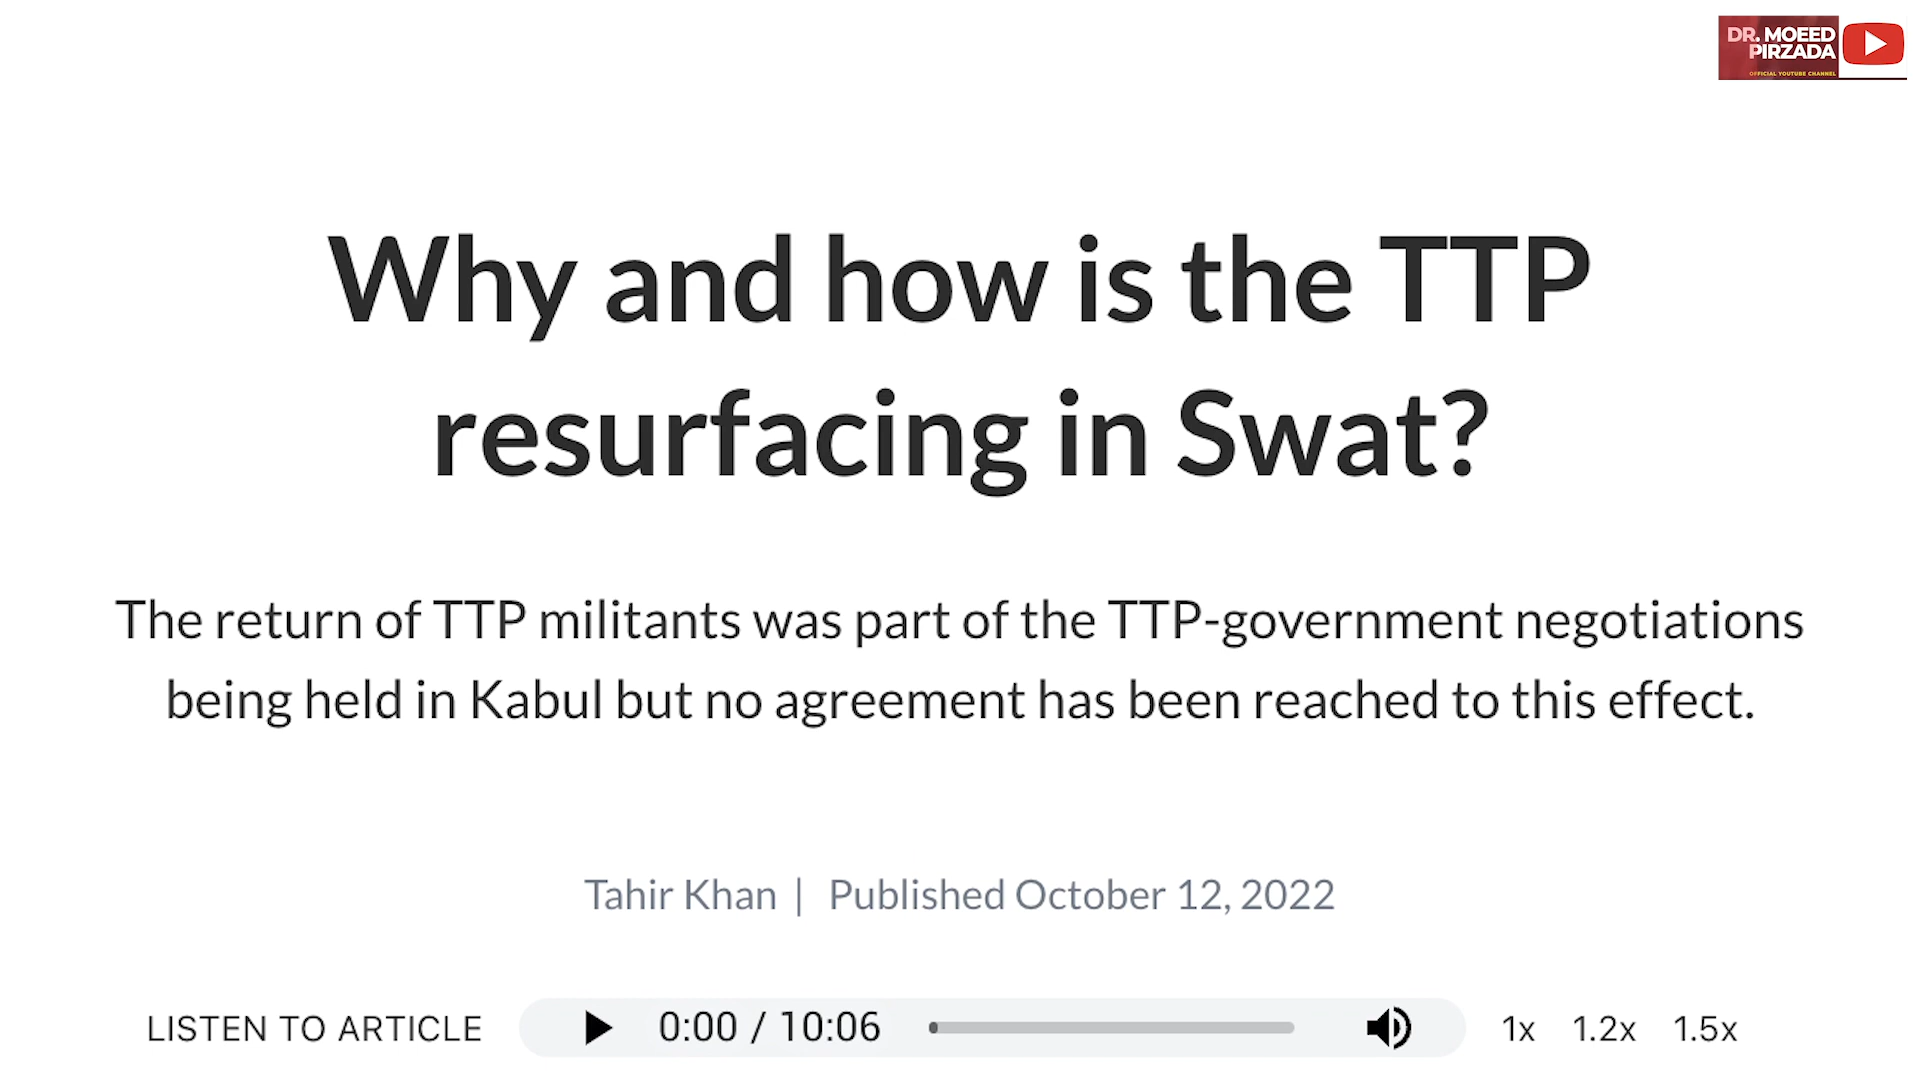 DR. MOEED
PIRZADA
OFFICIAL YOUTUBE CHANNEL
Why and how is the TTP
resurfacing in Swat?
The return of TTP militants was part of the TTP-government negotiations
being held in Kabul but no agreement has been reached to this effect.
Tahir Khan | Published October 12, 2022
LISTEN TO ARTICLE 0:00 / 10:06 1x 1.2x 1.5x